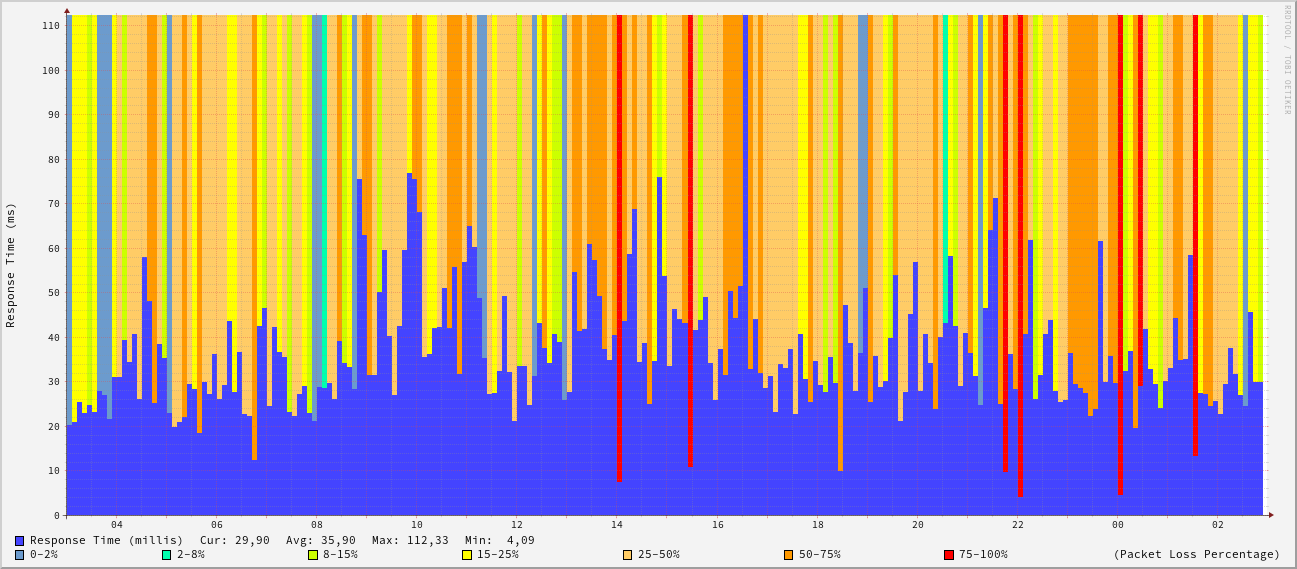 RRDTOOL / TOBI OETIKER
Response Time (ms)
110
100
90
80
70
60
50
40
30
20
10
0
04 06 08 10 12 14 16 18 20 22 00 02
Response Time (millis) Cur: 29,90 Avg: 35,90 Max: 112,33 Min: 4,09
0-2% 2-8% 8-15% 15-25% 25-50% 50-75% 75-100% (Packet Loss Percentage)